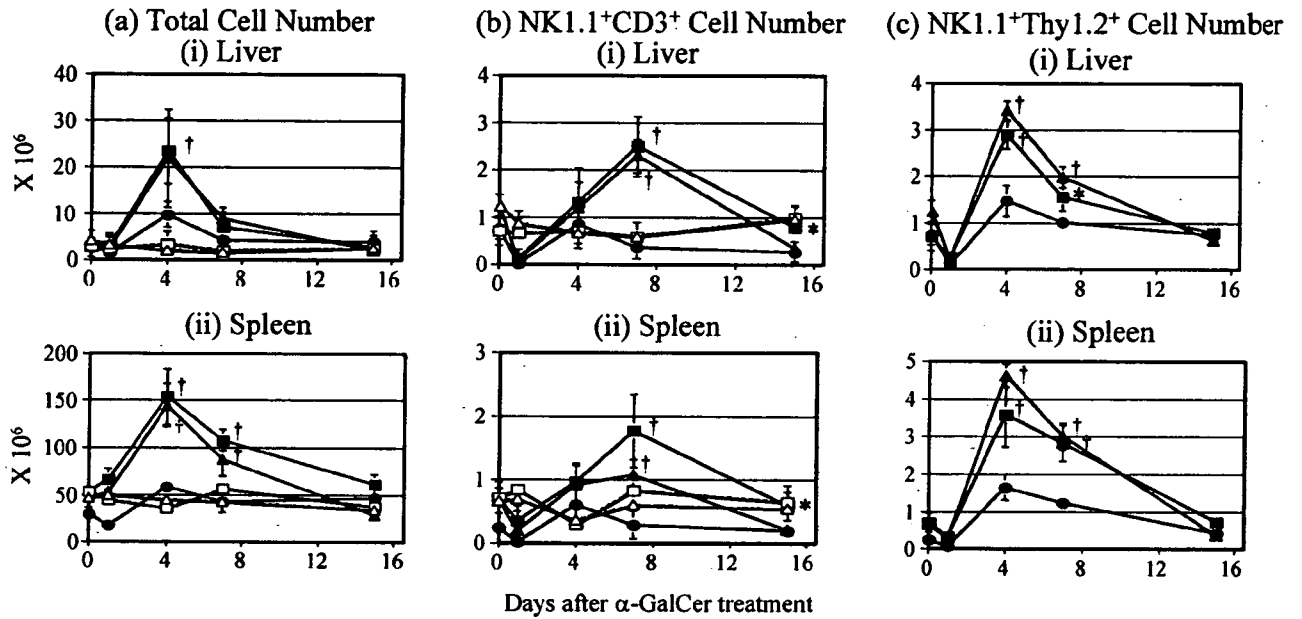 (a) Total Cell Number
(i) Liver
40
30
20
10
0
X 10⁶
†
0 4 8 12 16
(ii) Spleen
200
150
100
50
0
X 10⁶
† †
† †
0 4 8 12 16
(b) NK1.1⁺CD3⁺ Cell Number
(i) Liver
4
3
2
1
0
†
†
*
0 4 8 12 16
(ii) Spleen
3
2
1
0
†
†
*
0 4 8 12 16
Days after α-GalCer treatment
(c) NK1.1⁺Thy1.2⁺ Cell Number
(i) Liver
4
3
2
1
0
†
† †
*
0 4 8 12 16
(ii) Spleen
5
4
3
2
1
0
†
† †
†
0 4 8 12 16